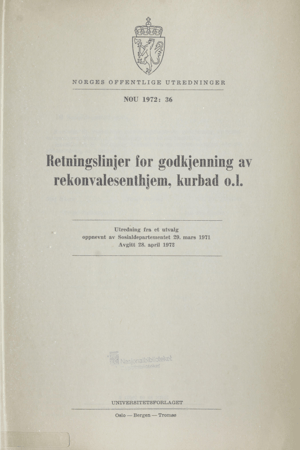 NORGES OFFENTLIGE UTREDNINGER
NOU 1972: 36
Retningslinjer for godkjenning av
rekonvalesenthjem, kurbad o.l.
Utredning fra et utvalg
oppnevnt av Sosialdepartementet 29. mars 1971
Avgitt 28. april 1972
UNIVERSITETSFORLAGET
Oslo — Bergen — Tromsø